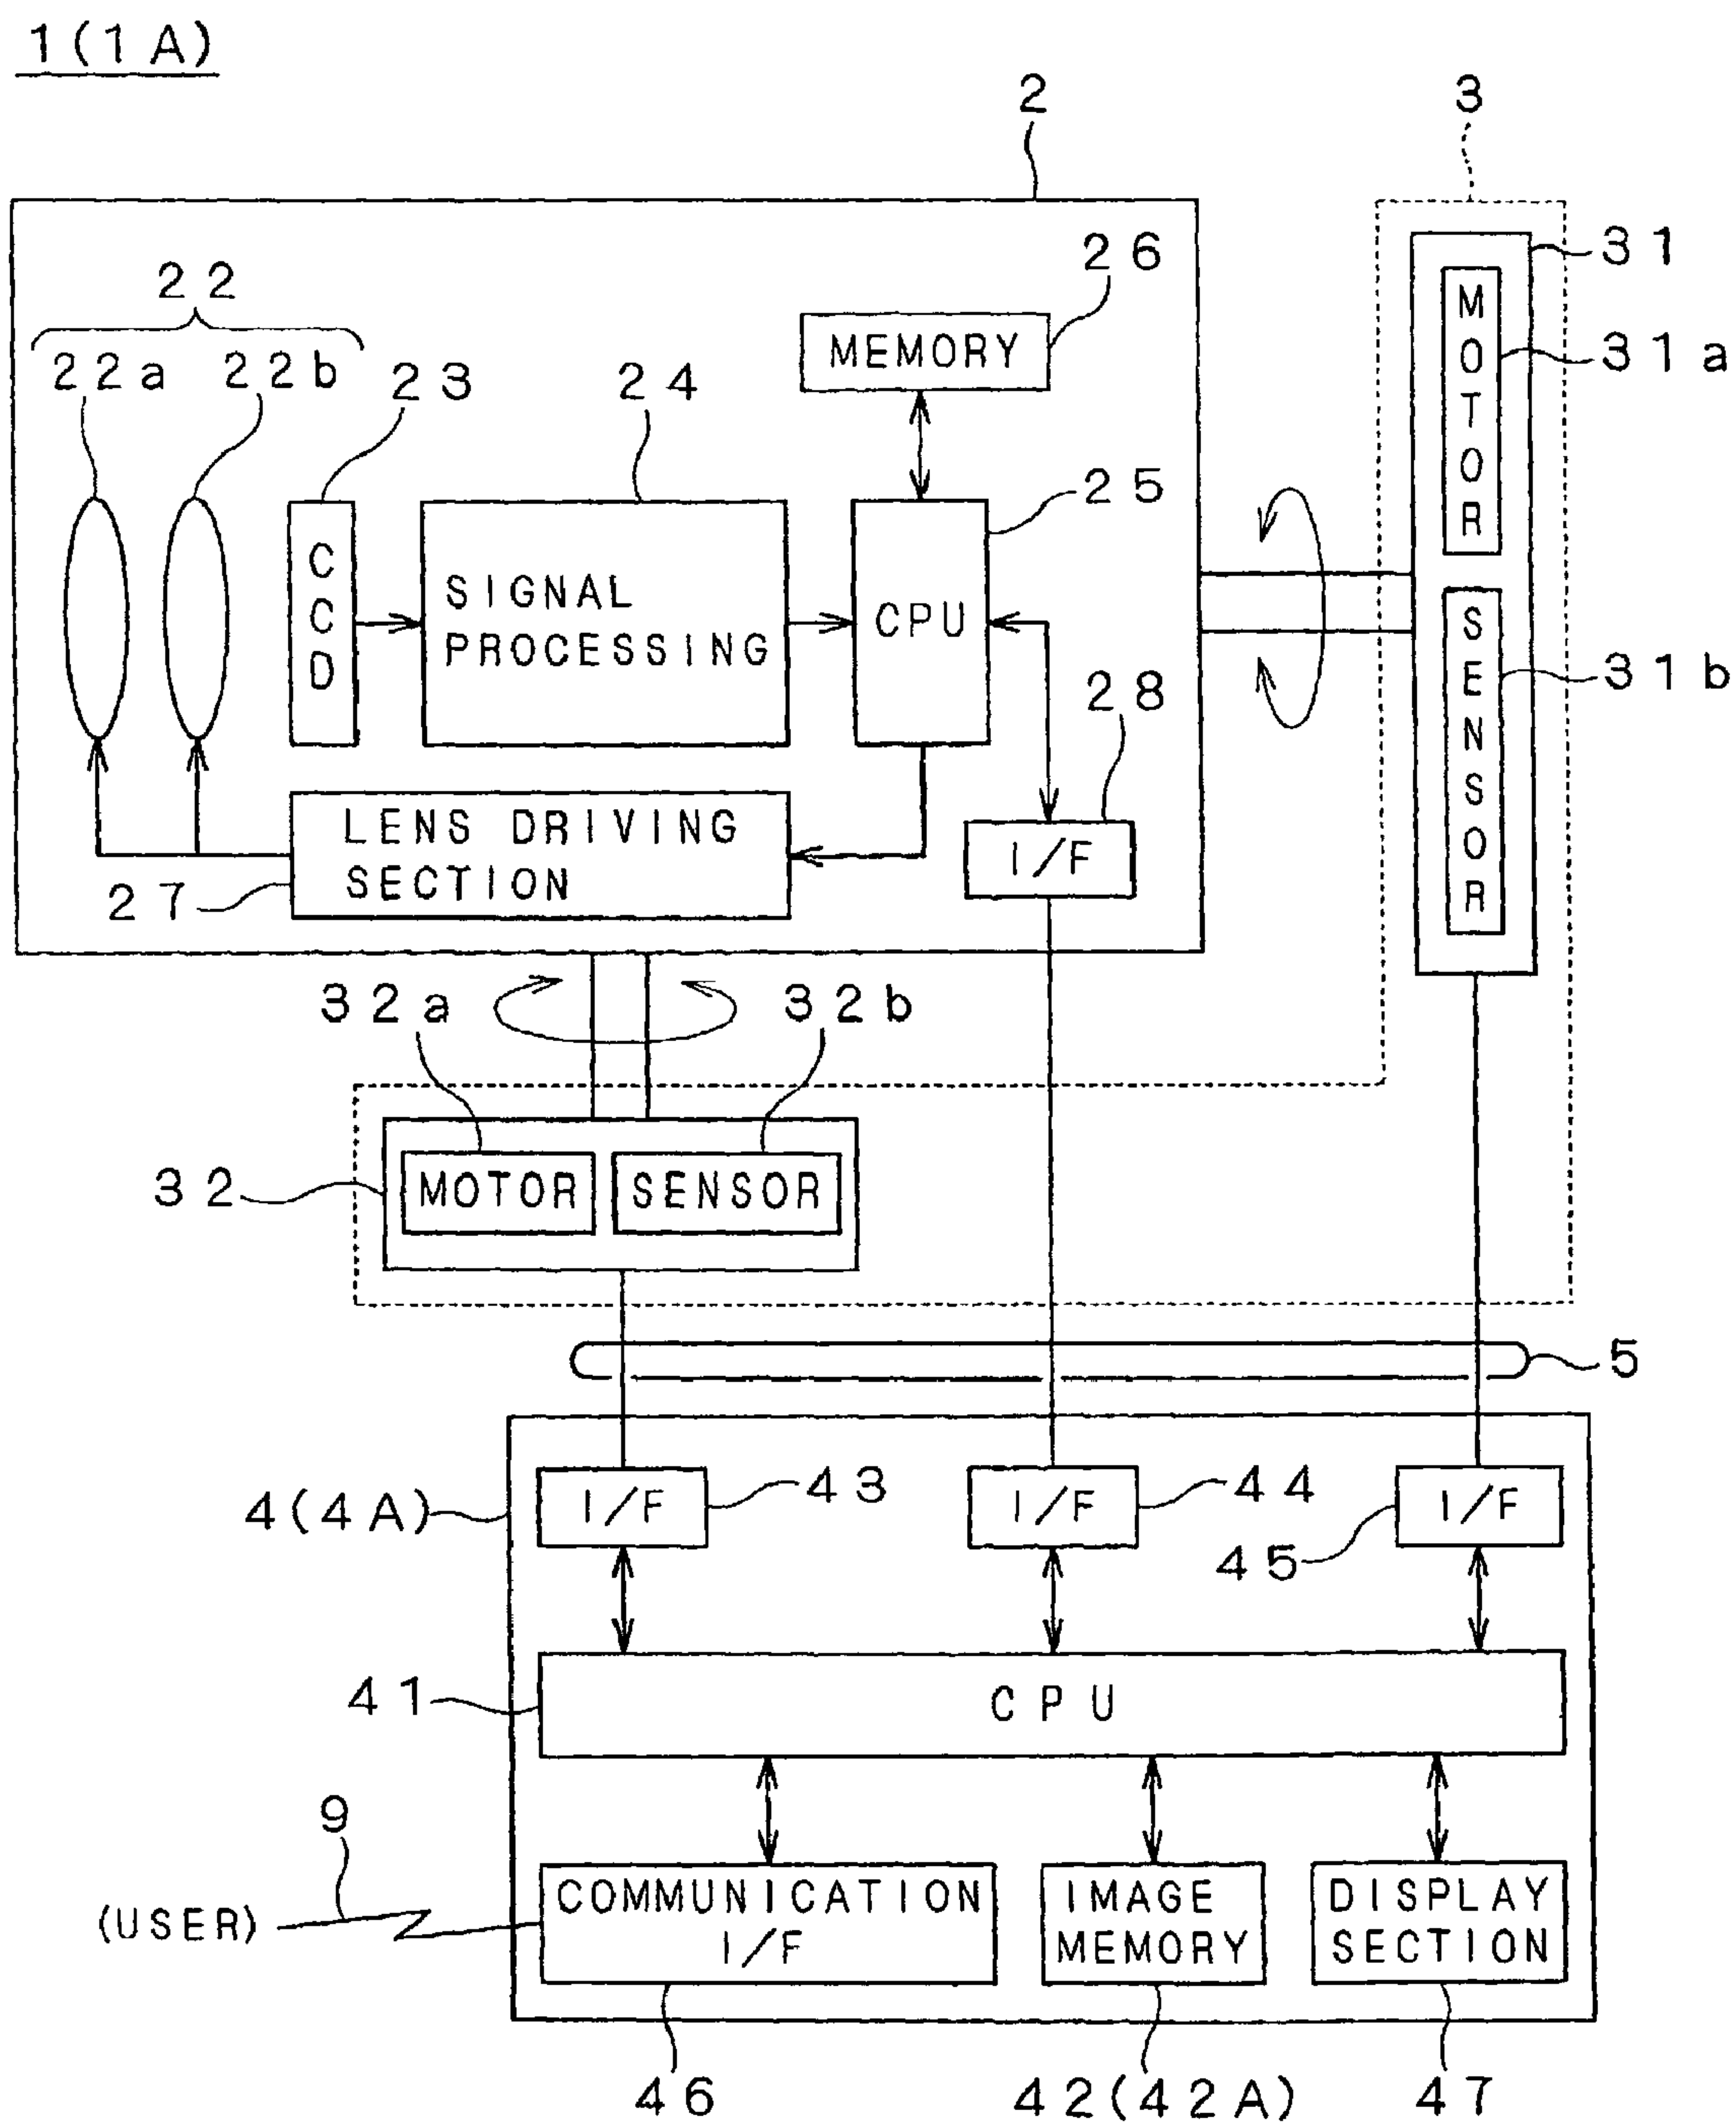 1(1A)
2
3
26
31
22
MEMORY
MOTOR
31a
22a
22b
23
24
25
CCD
SIGNAL
PROCESSING
CPU
SENSOR
31b
28
LENS DRIVING
SECTION
I/F
27
32a
32b
32
MOTOR
SENSOR
5
4(4A)
I/F
43
I/F
44
I/F
45
41
CPU
9
(USER)
COMMUNICATION
I/F
IMAGE
MEMORY
DISPLAY
SECTION
46
42(42A)
47